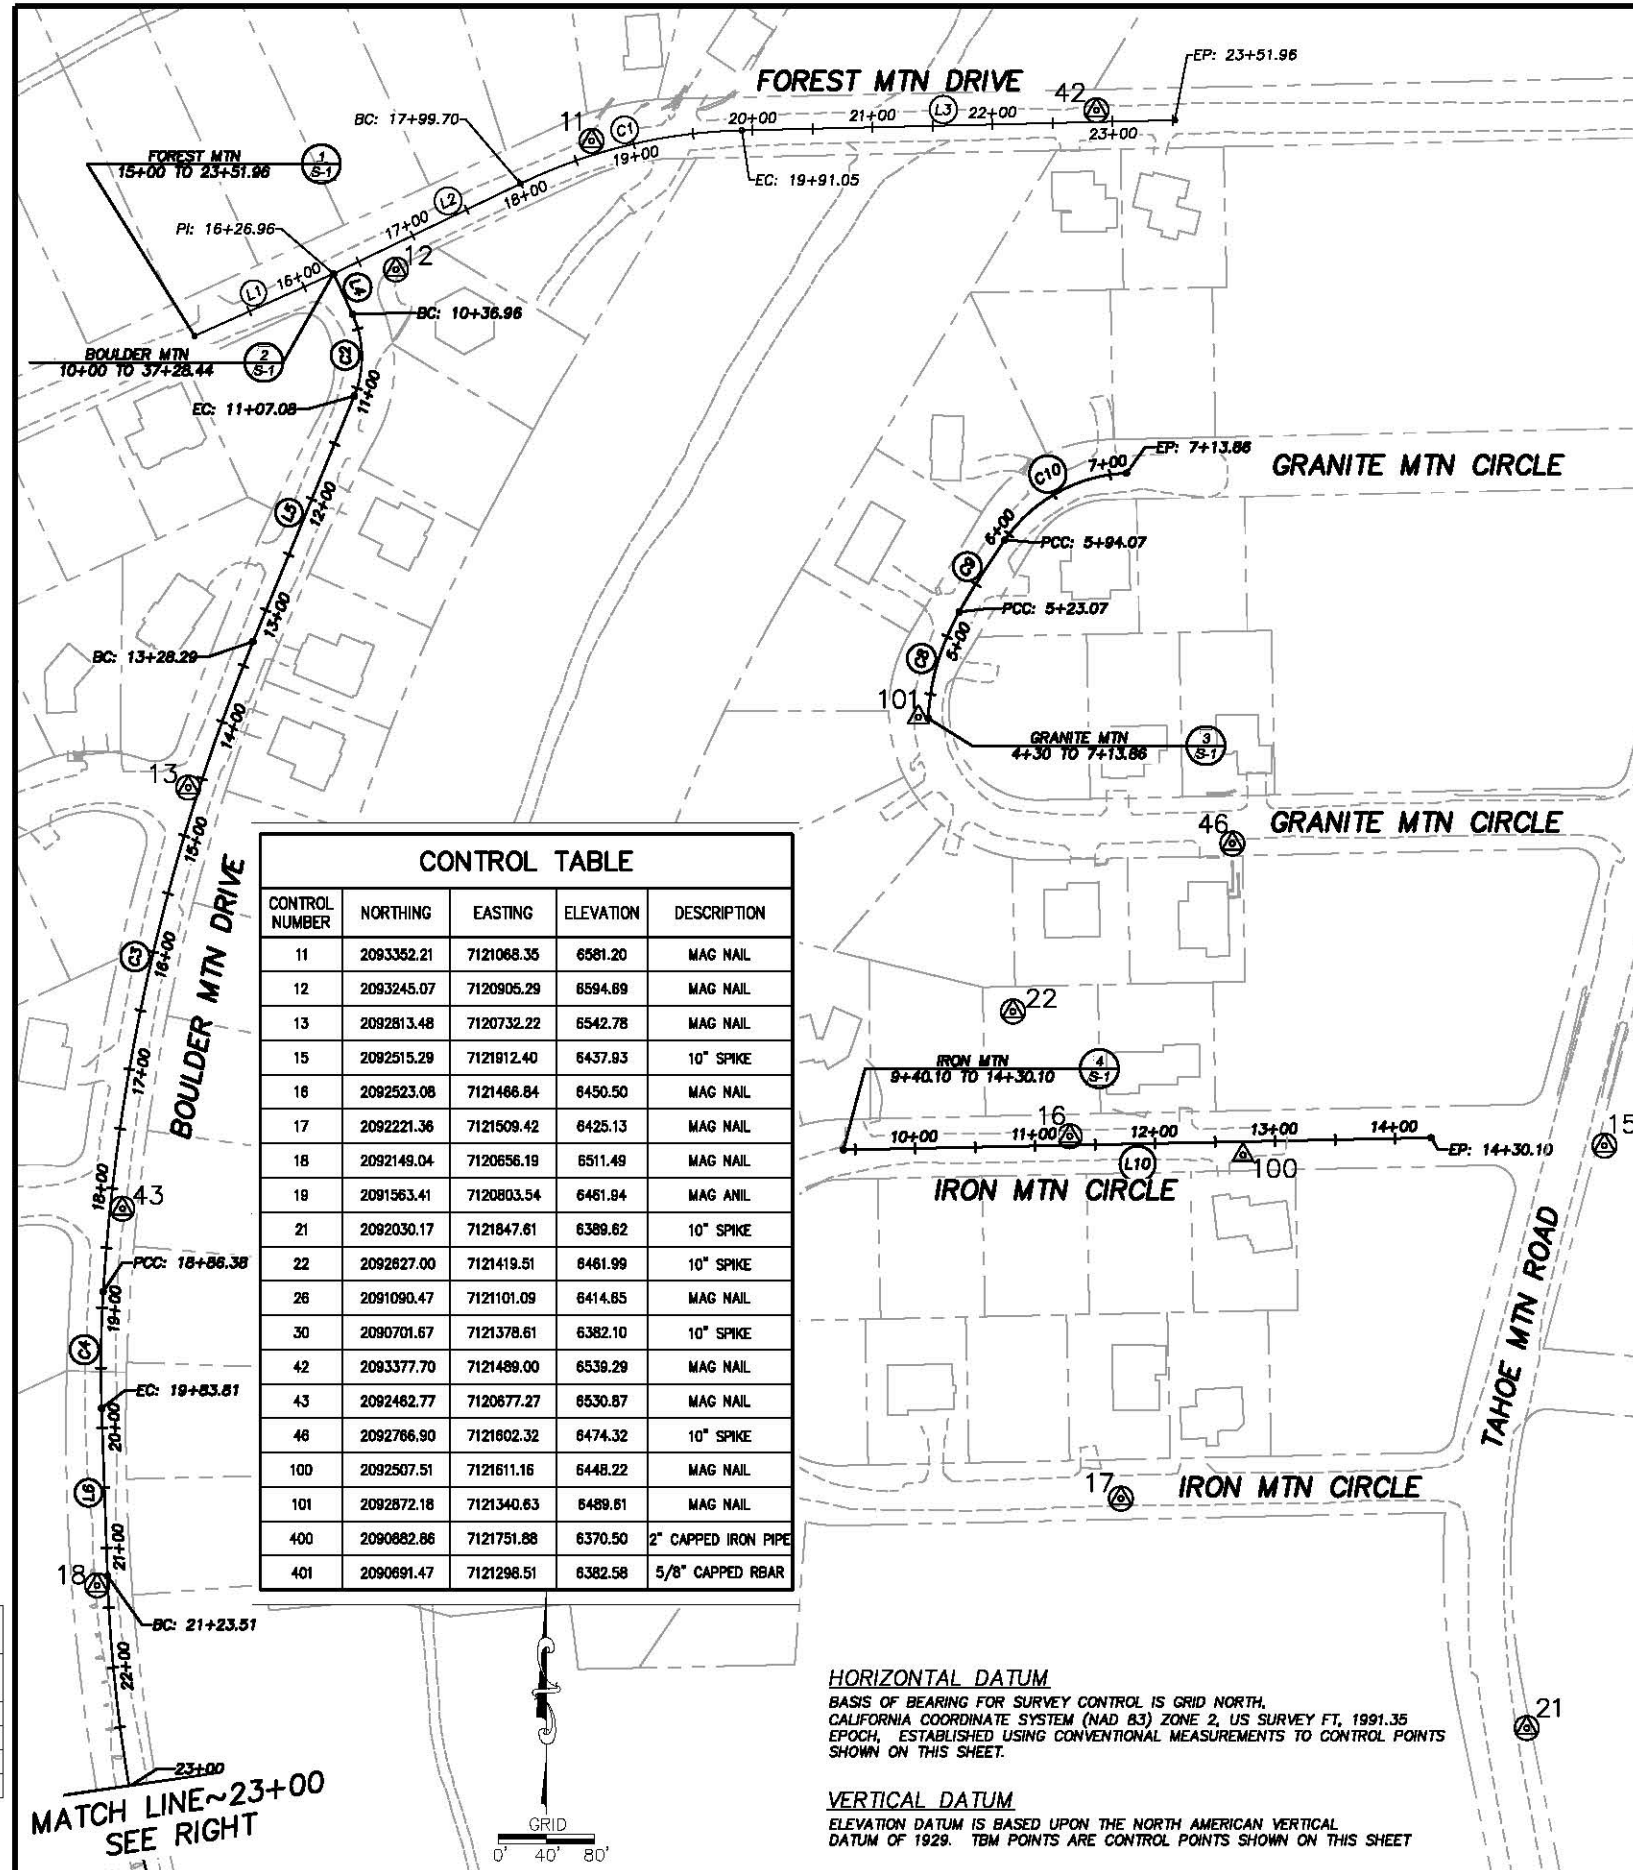 FOREST MTN DRIVE
EP: 23+51.96
42
BC: 17+99.70
11
C1
20+00
21+00
L3
22+00
23+00
19+00
EC: 19+91.05
FOREST MTN
15+00 TO 23+51.96
1
S-1
L2
18+00
17+00
PI: 16+26.96
12
16+00
L1
L4
BC: 10+36.96
BOULDER MTN
10+00 TO 37+28.44
2
S-1
C2
11+00
EC: 11+07.08
L5
12+00
13+00
BC: 13+28.29
14+00
13
15+00
BOULDER MTN DRIVE
C3
16+00
17+00
18+00
43
PCC: 18+86.38
19+00
C4
EC: 19+83.81
20+00
L6
21+00
18
BC: 21+23.51
22+00
23+00
MATCH LINE~23+00
SEE RIGHT
C10
7+00
EP: 7+13.86
GRANITE MTN CIRCLE
6+00
PCC: 5+94.07
C9
PCC: 5+23.07
5+00
C8
101
GRANITE MTN
4+30 TO 7+13.86
3
S-1
46
GRANITE MTN CIRCLE
22
IRON MTN
9+40.10 TO 14+30.10
4
S-1
10+00
11+00
16
12+00
13+00
14+00
EP: 14+30.10
15
L10
100
IRON MTN CIRCLE
TAHOE MTN ROAD
17
IRON MTN CIRCLE
21
CONTROL TABLE
CONTROL NUMBER NORTHING EASTING ELEVATION DESCRIPTION
11 2093352.21 7121068.35 6581.20 MAG NAIL
12 2093245.07 7120905.29 6594.69 MAG NAIL
13 2092813.48 7120732.22 6542.78 MAG NAIL
15 2092515.29 7121912.40 6437.93 10" SPIKE
16 2092523.08 7121466.84 6450.50 MAG NAIL
17 2092221.36 7121509.42 6425.13 MAG NAIL
18 2092149.04 7120656.19 6511.49 MAG NAIL
19 2091563.41 7120803.54 6461.94 MAG ANIL
21 2092030.17 7121847.61 6389.62 10" SPIKE
22 2092627.00 7121419.51 6461.99 10" SPIKE
26 2091090.47 7121101.09 6414.65 MAG NAIL
30 2090701.67 7121378.61 6382.10 10" SPIKE
42 2093377.70 7121489.00 6539.29 MAG NAIL
43 2092462.77 7120677.27 6530.87 MAG NAIL
46 2092766.90 7121602.32 6474.32 10" SPIKE
100 2092507.51 7121611.16 6448.22 MAG NAIL
101 2092872.18 7121340.63 6489.61 MAG NAIL
400 2090682.86 7121751.88 6370.50 2" CAPPED IRON PIPE
401 2090691.47 7121298.51 6382.58 5/8" CAPPED RBAR
GRID
0' 40' 80'
HORIZONTAL DATUM
BASIS OF BEARING FOR SURVEY CONTROL IS GRID NORTH,
CALIFORNIA COORDINATE SYSTEM (NAD 83) ZONE 2, US SURVEY FT, 1991.35
EPOCH, ESTABLISHED USING CONVENTIONAL MEASUREMENTS TO CONTROL POINTS
SHOWN ON THIS SHEET.
VERTICAL DATUM
ELEVATION DATUM IS BASED UPON THE NORTH AMERICAN VERTICAL
DATUM OF 1929. TBM POINTS ARE CONTROL POINTS SHOWN ON THIS SHEET